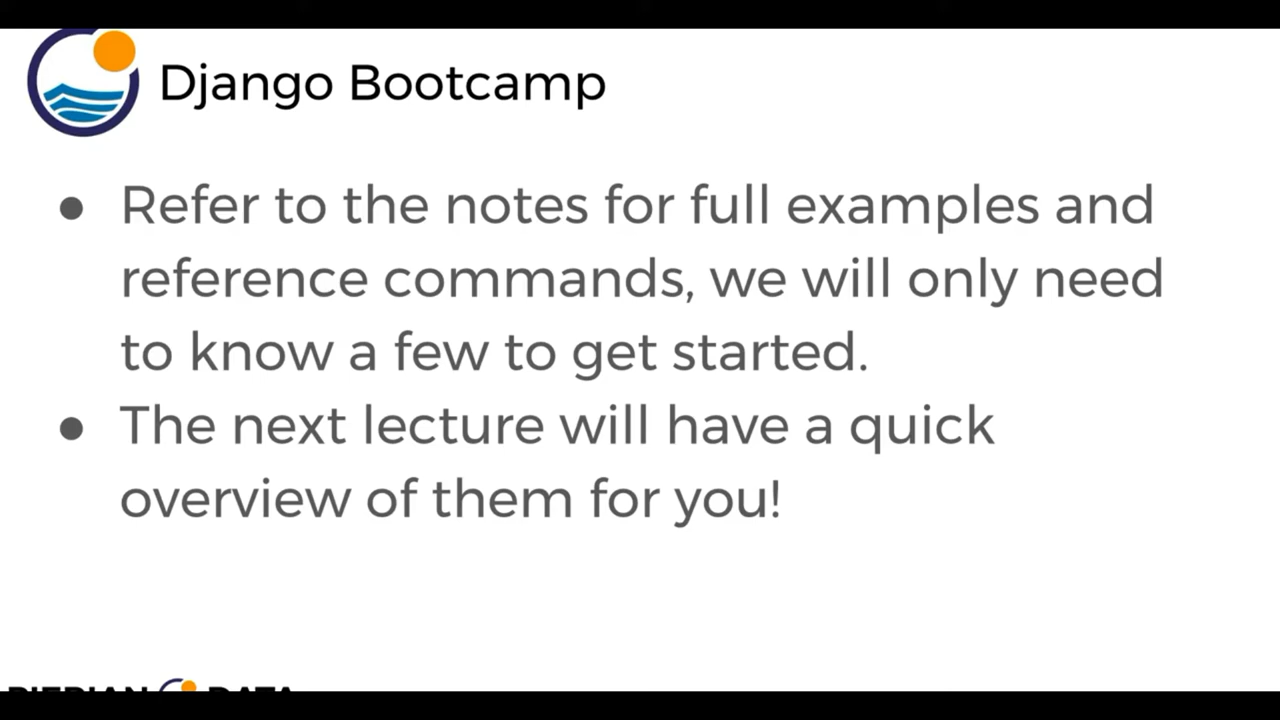 Django Bootcamp
● Refer to the notes for full examples and
reference commands, we will only need
to know a few to get started.
● The next lecture will have a quick
overview of them for you!
PIERIAN DATA